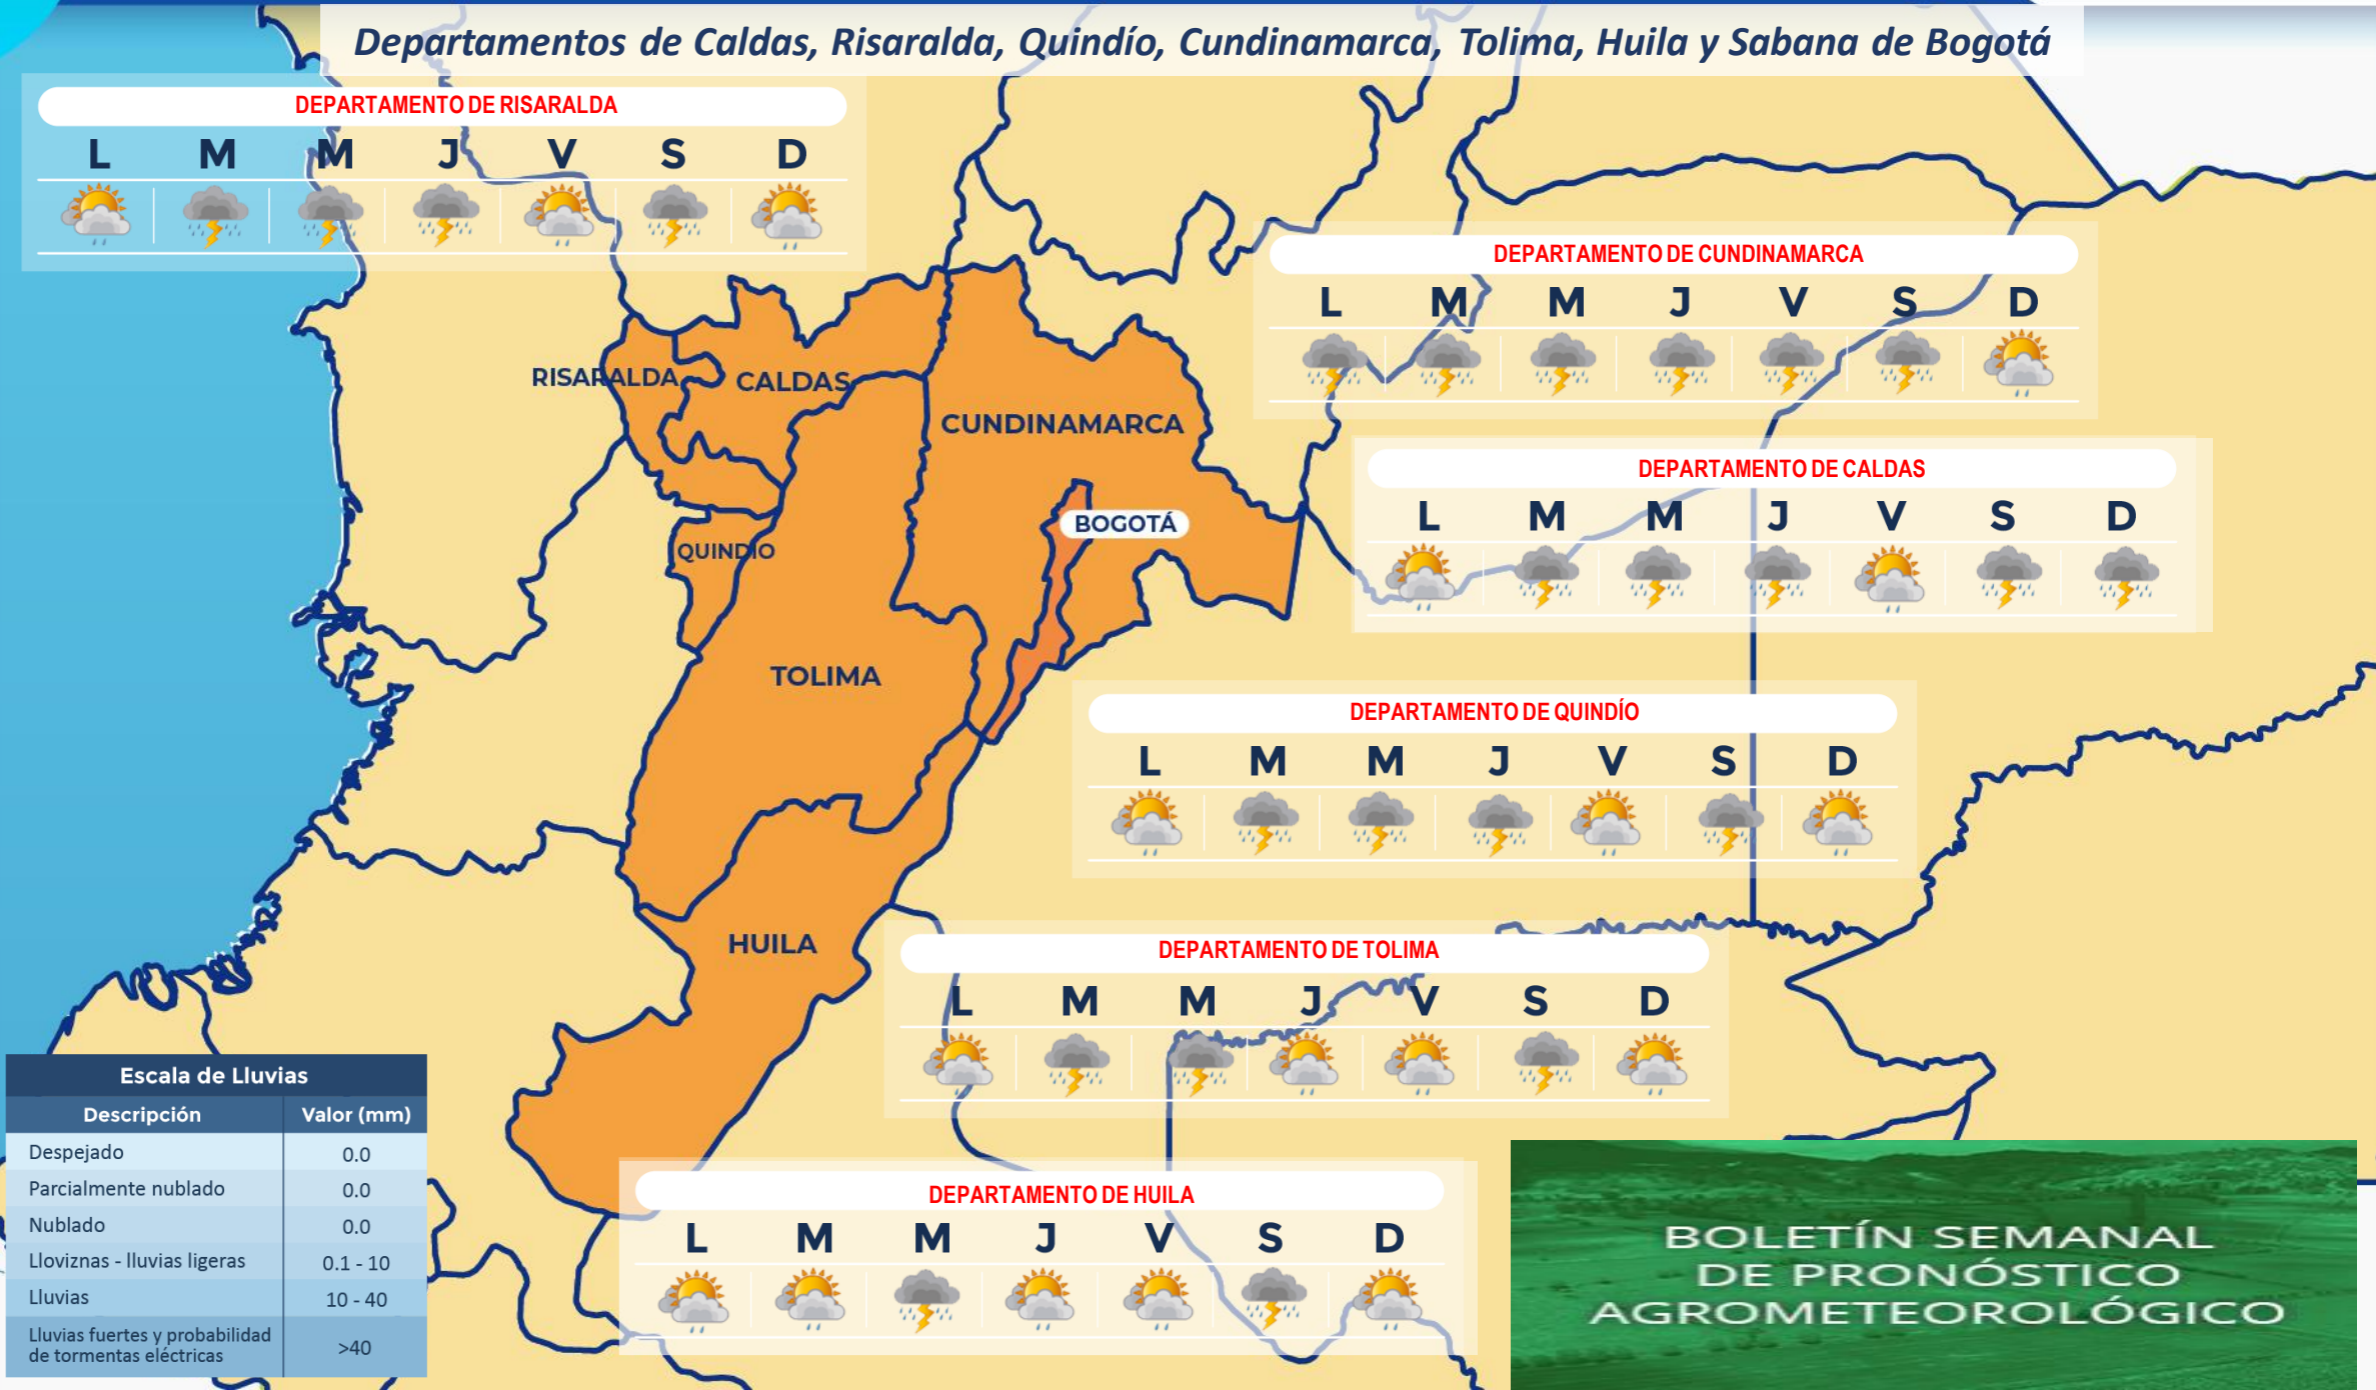 Departamentos de Caldas, Risaralda, Quindío, Cundinamarca, Tolima, Huila y Sabana de Bogotá
DEPARTAMENTO DE RISARALDA
L M M J V S D
DEPARTAMENTO DE CUNDINAMARCA
L M M J V S D
RISARALDA
CALDAS
CUNDINAMARCA
BOGOTÁ
QUINDIO
TOLIMA
HUILA
DEPARTAMENTO DE CALDAS
L M M J V S D
DEPARTAMENTO DE QUINDÍO
L M M J V S D
DEPARTAMENTO DE TOLIMA
L M M J V S D
DEPARTAMENTO DE HUILA
L M M J V S D
Escala de Lluvias
Descripción Valor (mm)
Despejado 0.0
Parcialmente nublado 0.0
Nublado 0.0
Lloviznas - lluvias ligeras 0.1 - 10
Lluvias 10 - 40
Lluvias fuertes y probabilidad
de tormentas eléctricas >40
BOLETÍN SEMANAL
DE PRONÓSTICO
AGROMETEOROLÓGICO